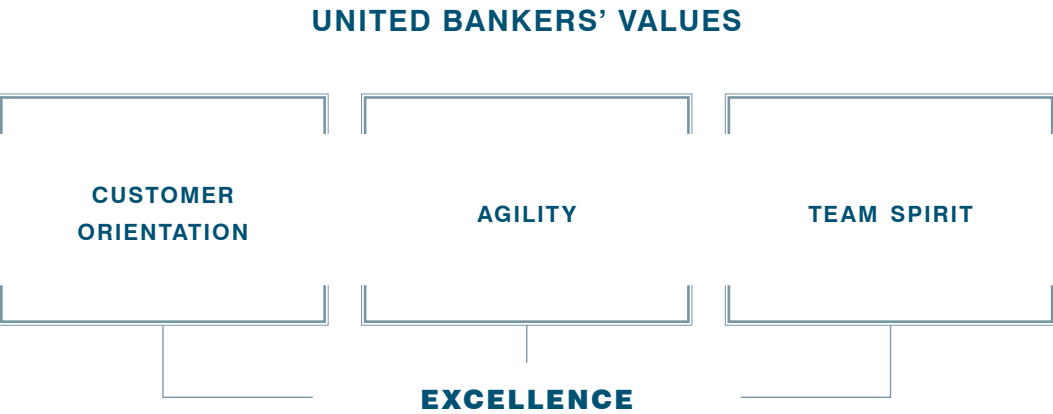 UNITED BANKERS’ VALUES
CUSTOMER
ORIENTATION
AGILITY
TEAM SPIRIT
EXCELLENCE